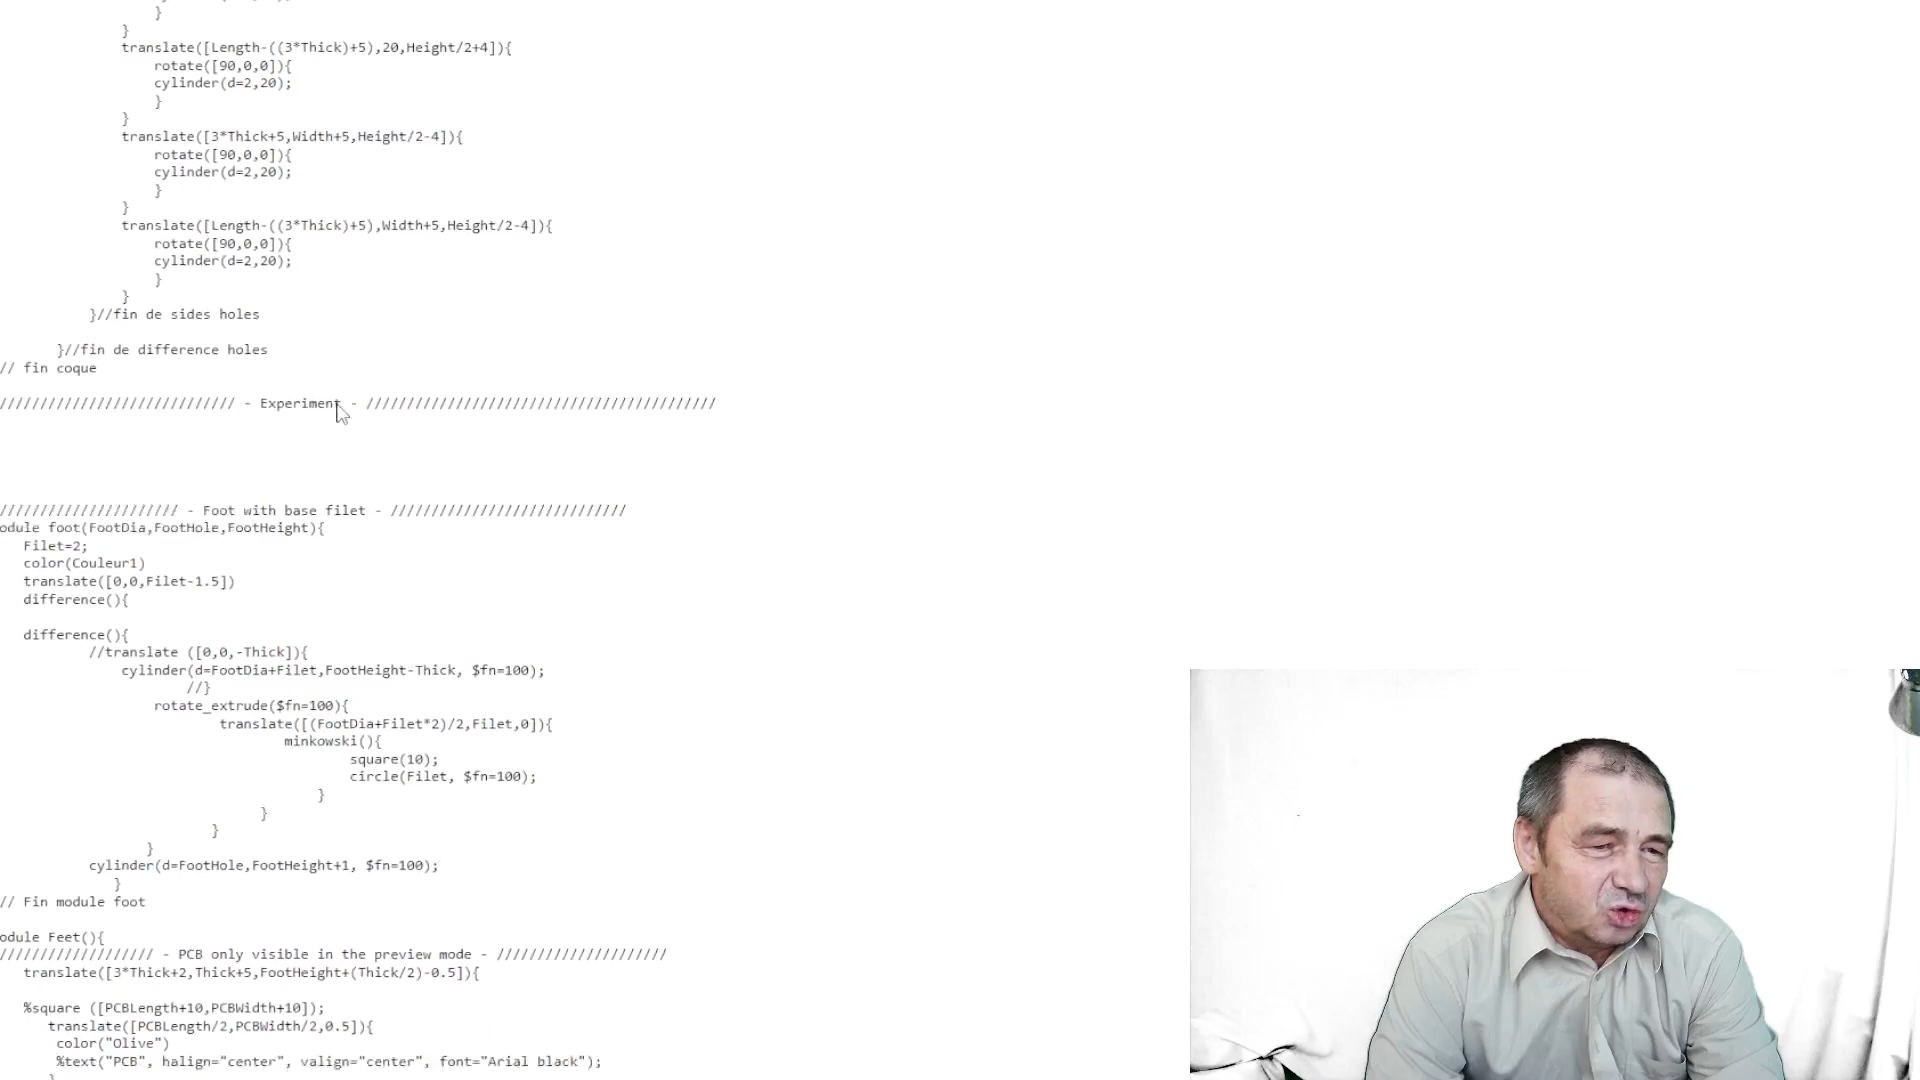 }
}
translate([Length-((3*Thick)+5),20,Height/2+4]){
rotate([90,0,0]){
cylinder(d=2,20);
}
}
translate([3*Thick+5,Width+5,Height/2-4]){
rotate([90,0,0]){
cylinder(d=2,20);
}
}
translate([Length-((3*Thick)+5),Width+5,Height/2-4]){
rotate([90,0,0]){
cylinder(d=2,20);
}
}
}//fin de sides holes
}//fin de difference holes
// fin coque
///////////////////////////// - Experiment - ///////////////////////////////////////////
////////////////////// - Foot with base filet - /////////////////////////////
odule foot(FootDia,FootHole,FootHeight){
Filet=2;
color(Couleur1)
translate([0,0,Filet-1.5])
difference(){
difference(){
//translate ([0,0,-Thick]){
cylinder(d=FootDia+Filet,FootHeight-Thick, $fn=100);
//}
rotate_extrude($fn=100){
translate([(FootDia+Filet*2)/2,Filet,0]){
minkowski(){
square(10);
circle(Filet, $fn=100);
}
}
}
}
cylinder(d=FootHole,FootHeight+1, $fn=100);
}
// Fin module foot
odule Feet(){
/////////////////// - PCB only visible in the preview mode - /////////////////////
translate([3*Thick+2,Thick+5,FootHeight+(Thick/2)-0.5]){
%square ([PCBLength+10,PCBWidth+10]);
translate([PCBLength/2,PCBWidth/2,0.5]){
color("Olive")
%text("PCB", halign="center", valign="center", font="Arial black");